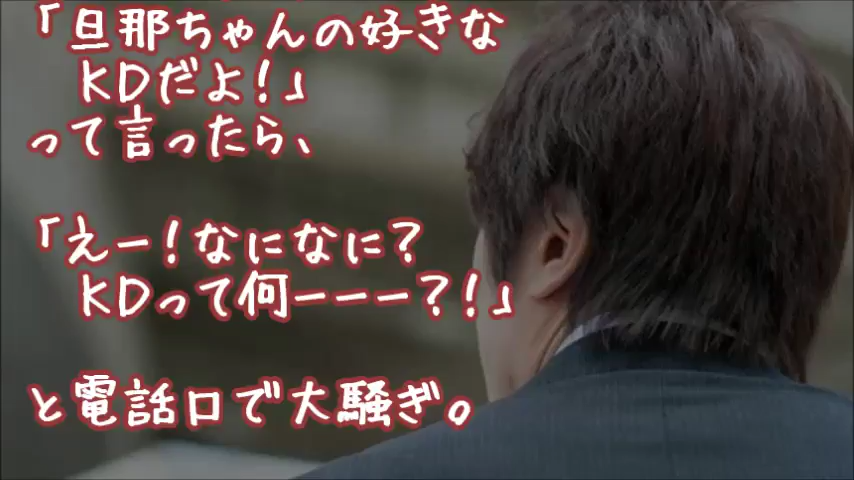 「旦那ちゃんの好きな
KDだよ!」
って言ったら、
「えー!なになに?
KDって何ーーー?!」
と電話口で大騒ぎ。